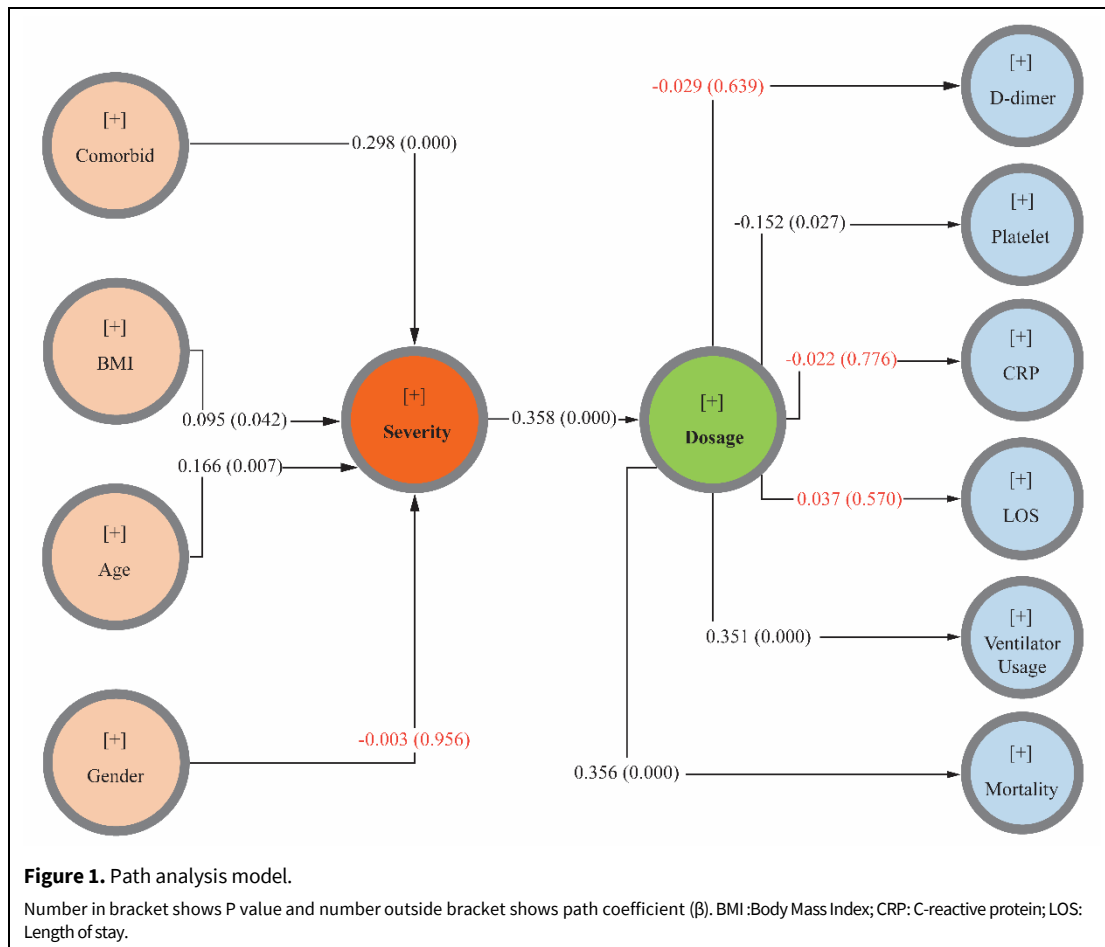 [+]
Comorbid
[+]
BMI
[+]
Age
[+]
Gender
0.298 (0.000)
0.095 (0.042)
0.166 (0.007)
-0.003 (0.956)
[+]
Severity
0.358 (0.000)
[+]
Dosage
-0.029 (0.639)
-0.152 (0.027)
-0.022 (0.776)
0.037 (0.570)
0.351 (0.000)
0.356 (0.000)
[+]
D-dimer
[+]
Platelet
[+]
CRP
[+]
LOS
[+]
Ventilator
Usage
[+]
Mortality
Figure 1. Path analysis model.
Number in bracket shows P value and number outside bracket shows path coefficient (β). BMI :Body Mass Index; CRP: C-reactive protein; LOS:
Length of stay.